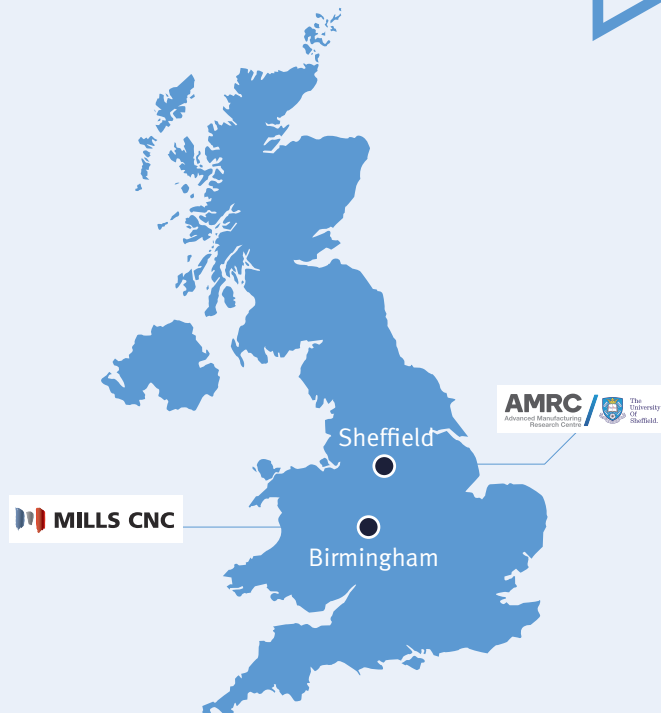 AMRC
Advanced Manufacturing
Research Centre
The
University
Of
Sheffield.
Sheffield
MILLS CNC
Birmingham